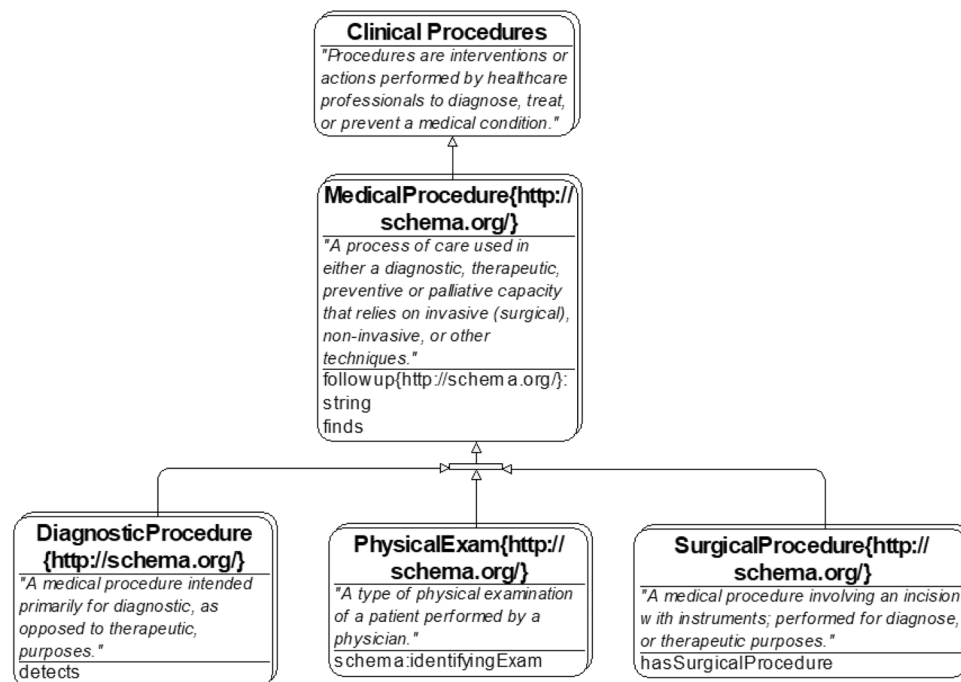 Clinical Procedures
"Procedures are interventions or
actions performed by healthcare
professionals to diagnose, treat,
or prevent a medical condition."
MedicalProcedure{http://
schema.org/}
"A process of care used in
either a diagnostic, therapeutic,
preventive or palliative capacity
that relies on invasive (surgical),
non-invasive, or other
techniques."
followup{http://schema.org/}:
string
finds
DiagnosticProcedure
{http://schema.org/}
"A medical procedure intended
primarily for diagnostic, as
opposed to therapeutic,
purposes."
detects
PhysicalExam{http://
schema.org/}
"A type of physical examination
of a patient performed by a
physician."
schema:identifyingExam
SurgicalProcedure{http://
schema.org/}
"A medical procedure involving an incision
with instruments; performed for diagnose,
or therapeutic purposes."
hasSurgicalProcedure